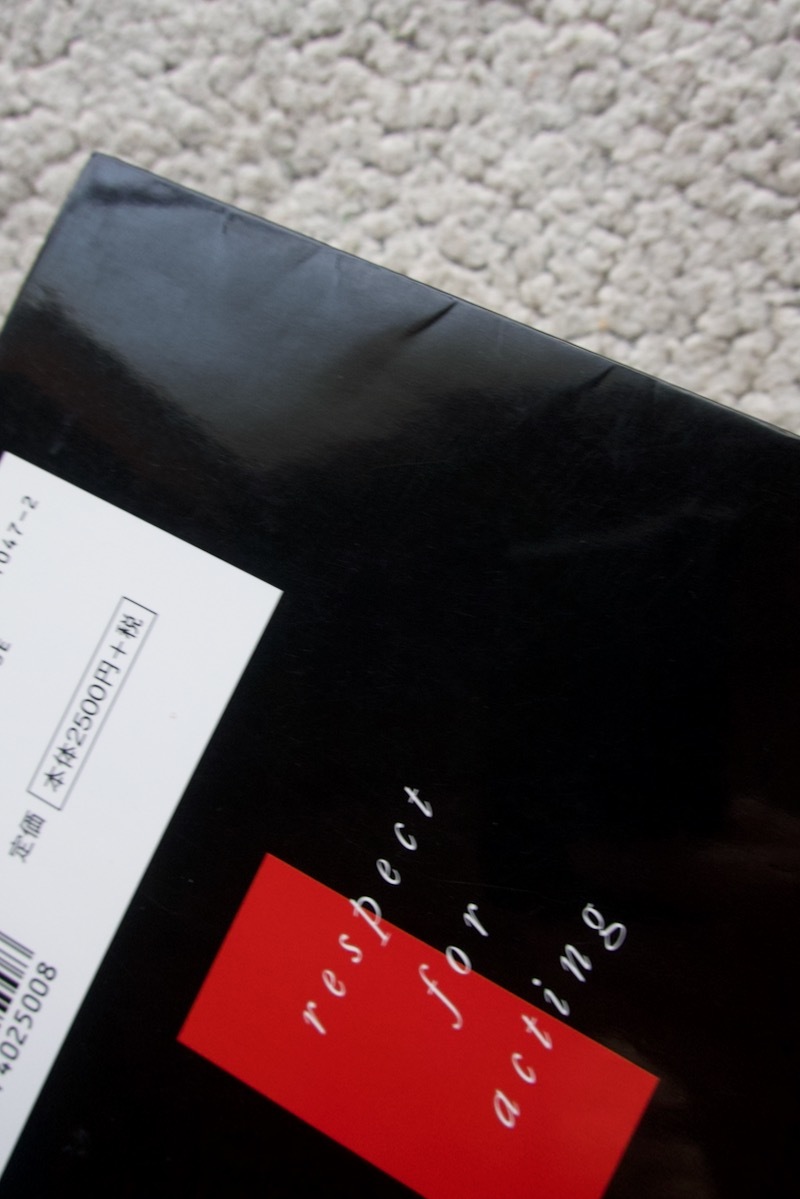 047-2
定価 本体2500円+税
4025008
respect
for
acting